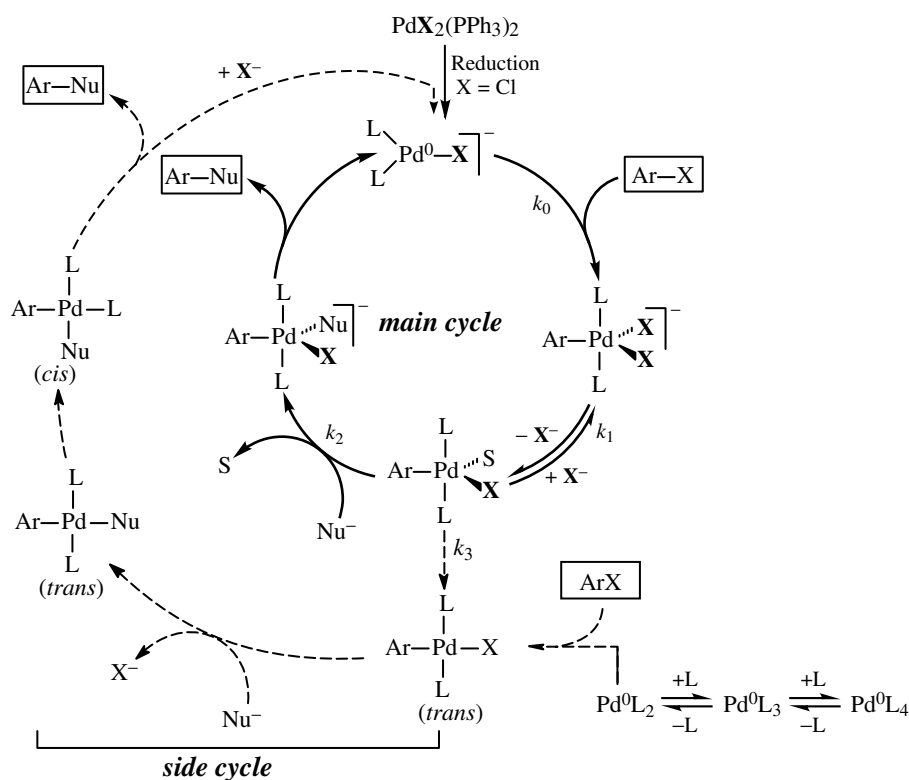 PdX2(PPh3)2
Reduction
X = Cl
+ X–
Ar–Nu
L
L
Pd0–X
–
Ar–Nu
k0
Ar–X
L
Ar–Pd–L
Nu
(cis)
L
Ar–Pd
Nu
X
L
–
main cycle
L
Ar–Pd
X
X
L
–
k2
S
Nu–
L
Ar–Pd
S
X
L
– X–
+ X–
k1
L
Ar–Pd–Nu
L
(trans)
k3
ArX
L
Ar–Pd–X
L
(trans)
X–
Nu–
Pd0L2 +L –L Pd0L3 +L –L Pd0L4
side cycle